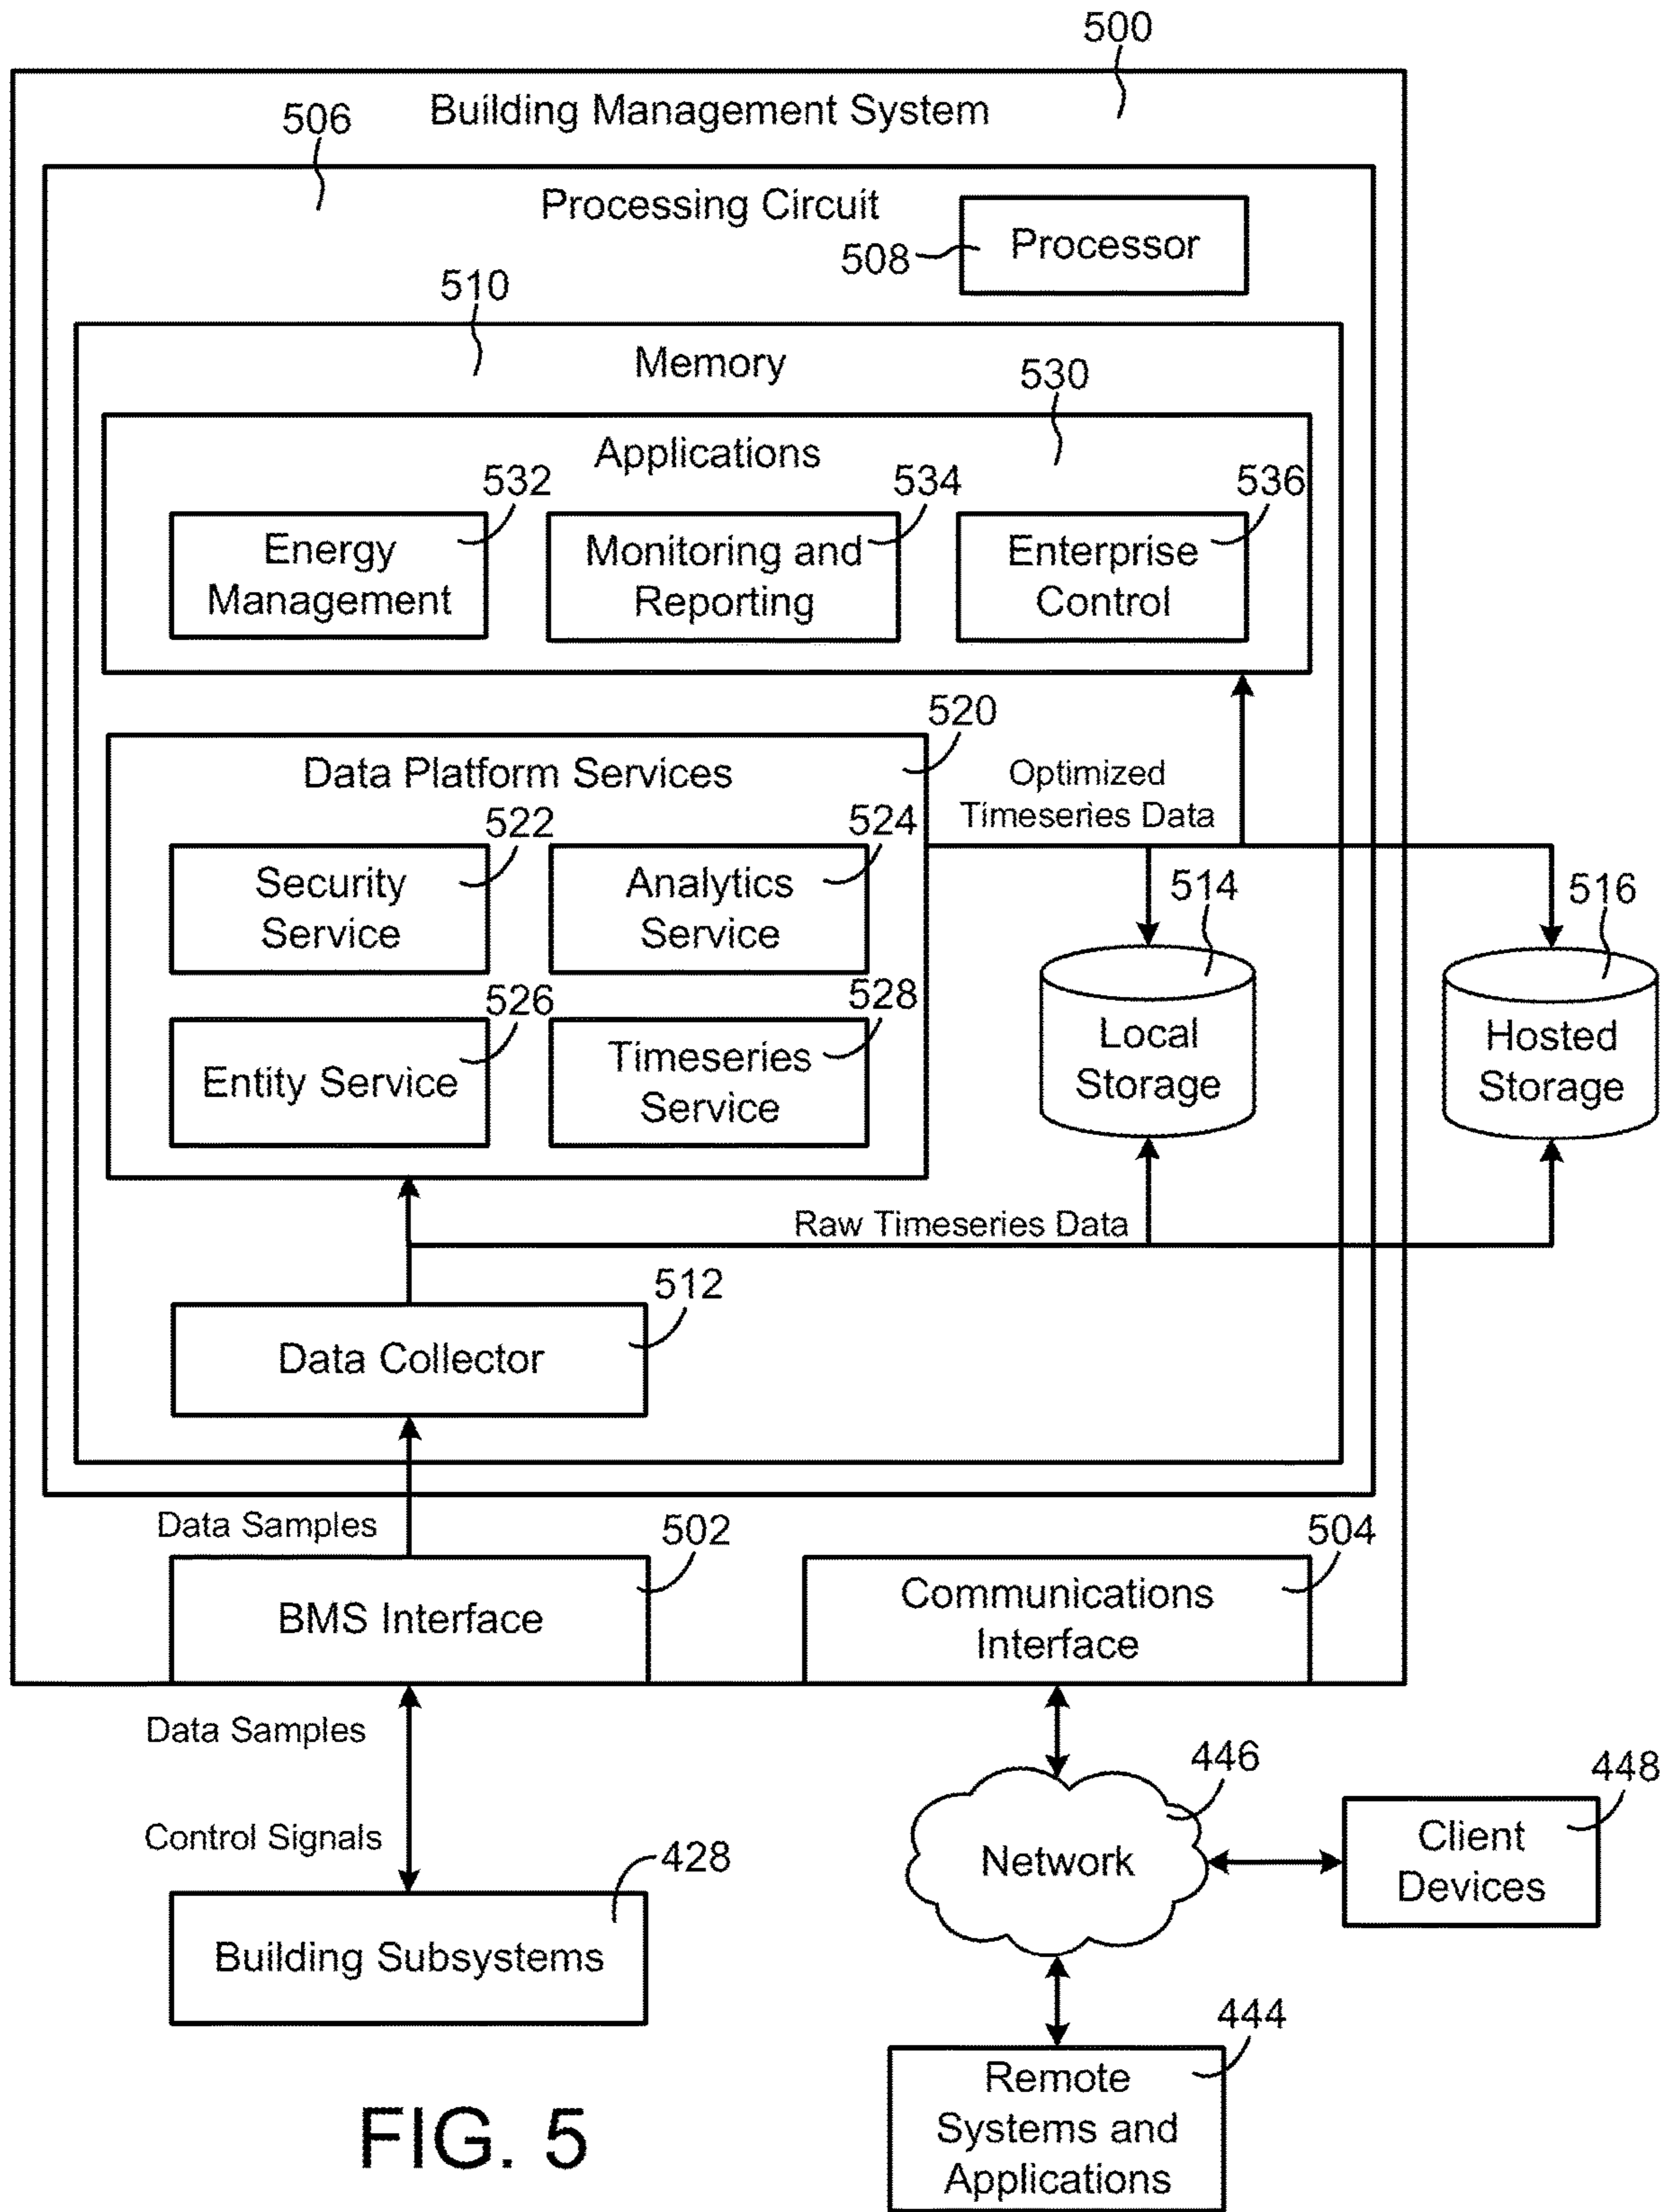 500
Building Management System
506
Processing Circuit
Processor
508
510
Memory
530
Applications
532
534
536
Energy
Management
Monitoring and
Reporting
Enterprise
Control
520
Data Platform Services
Optimized
Timeseries Data
522
524
Security
Service
Analytics
Service
514
516
526
528
Entity Service
Timeseries
Service
Local
Storage
Hosted
Storage
Raw Timeseries Data
512
Data Collector
Data Samples
502
504
BMS Interface
Communications
Interface
Data Samples
446
448
Control Signals
Network
Client
Devices
428
Building Subsystems
444
Remote
Systems and
Applications
FIG. 5